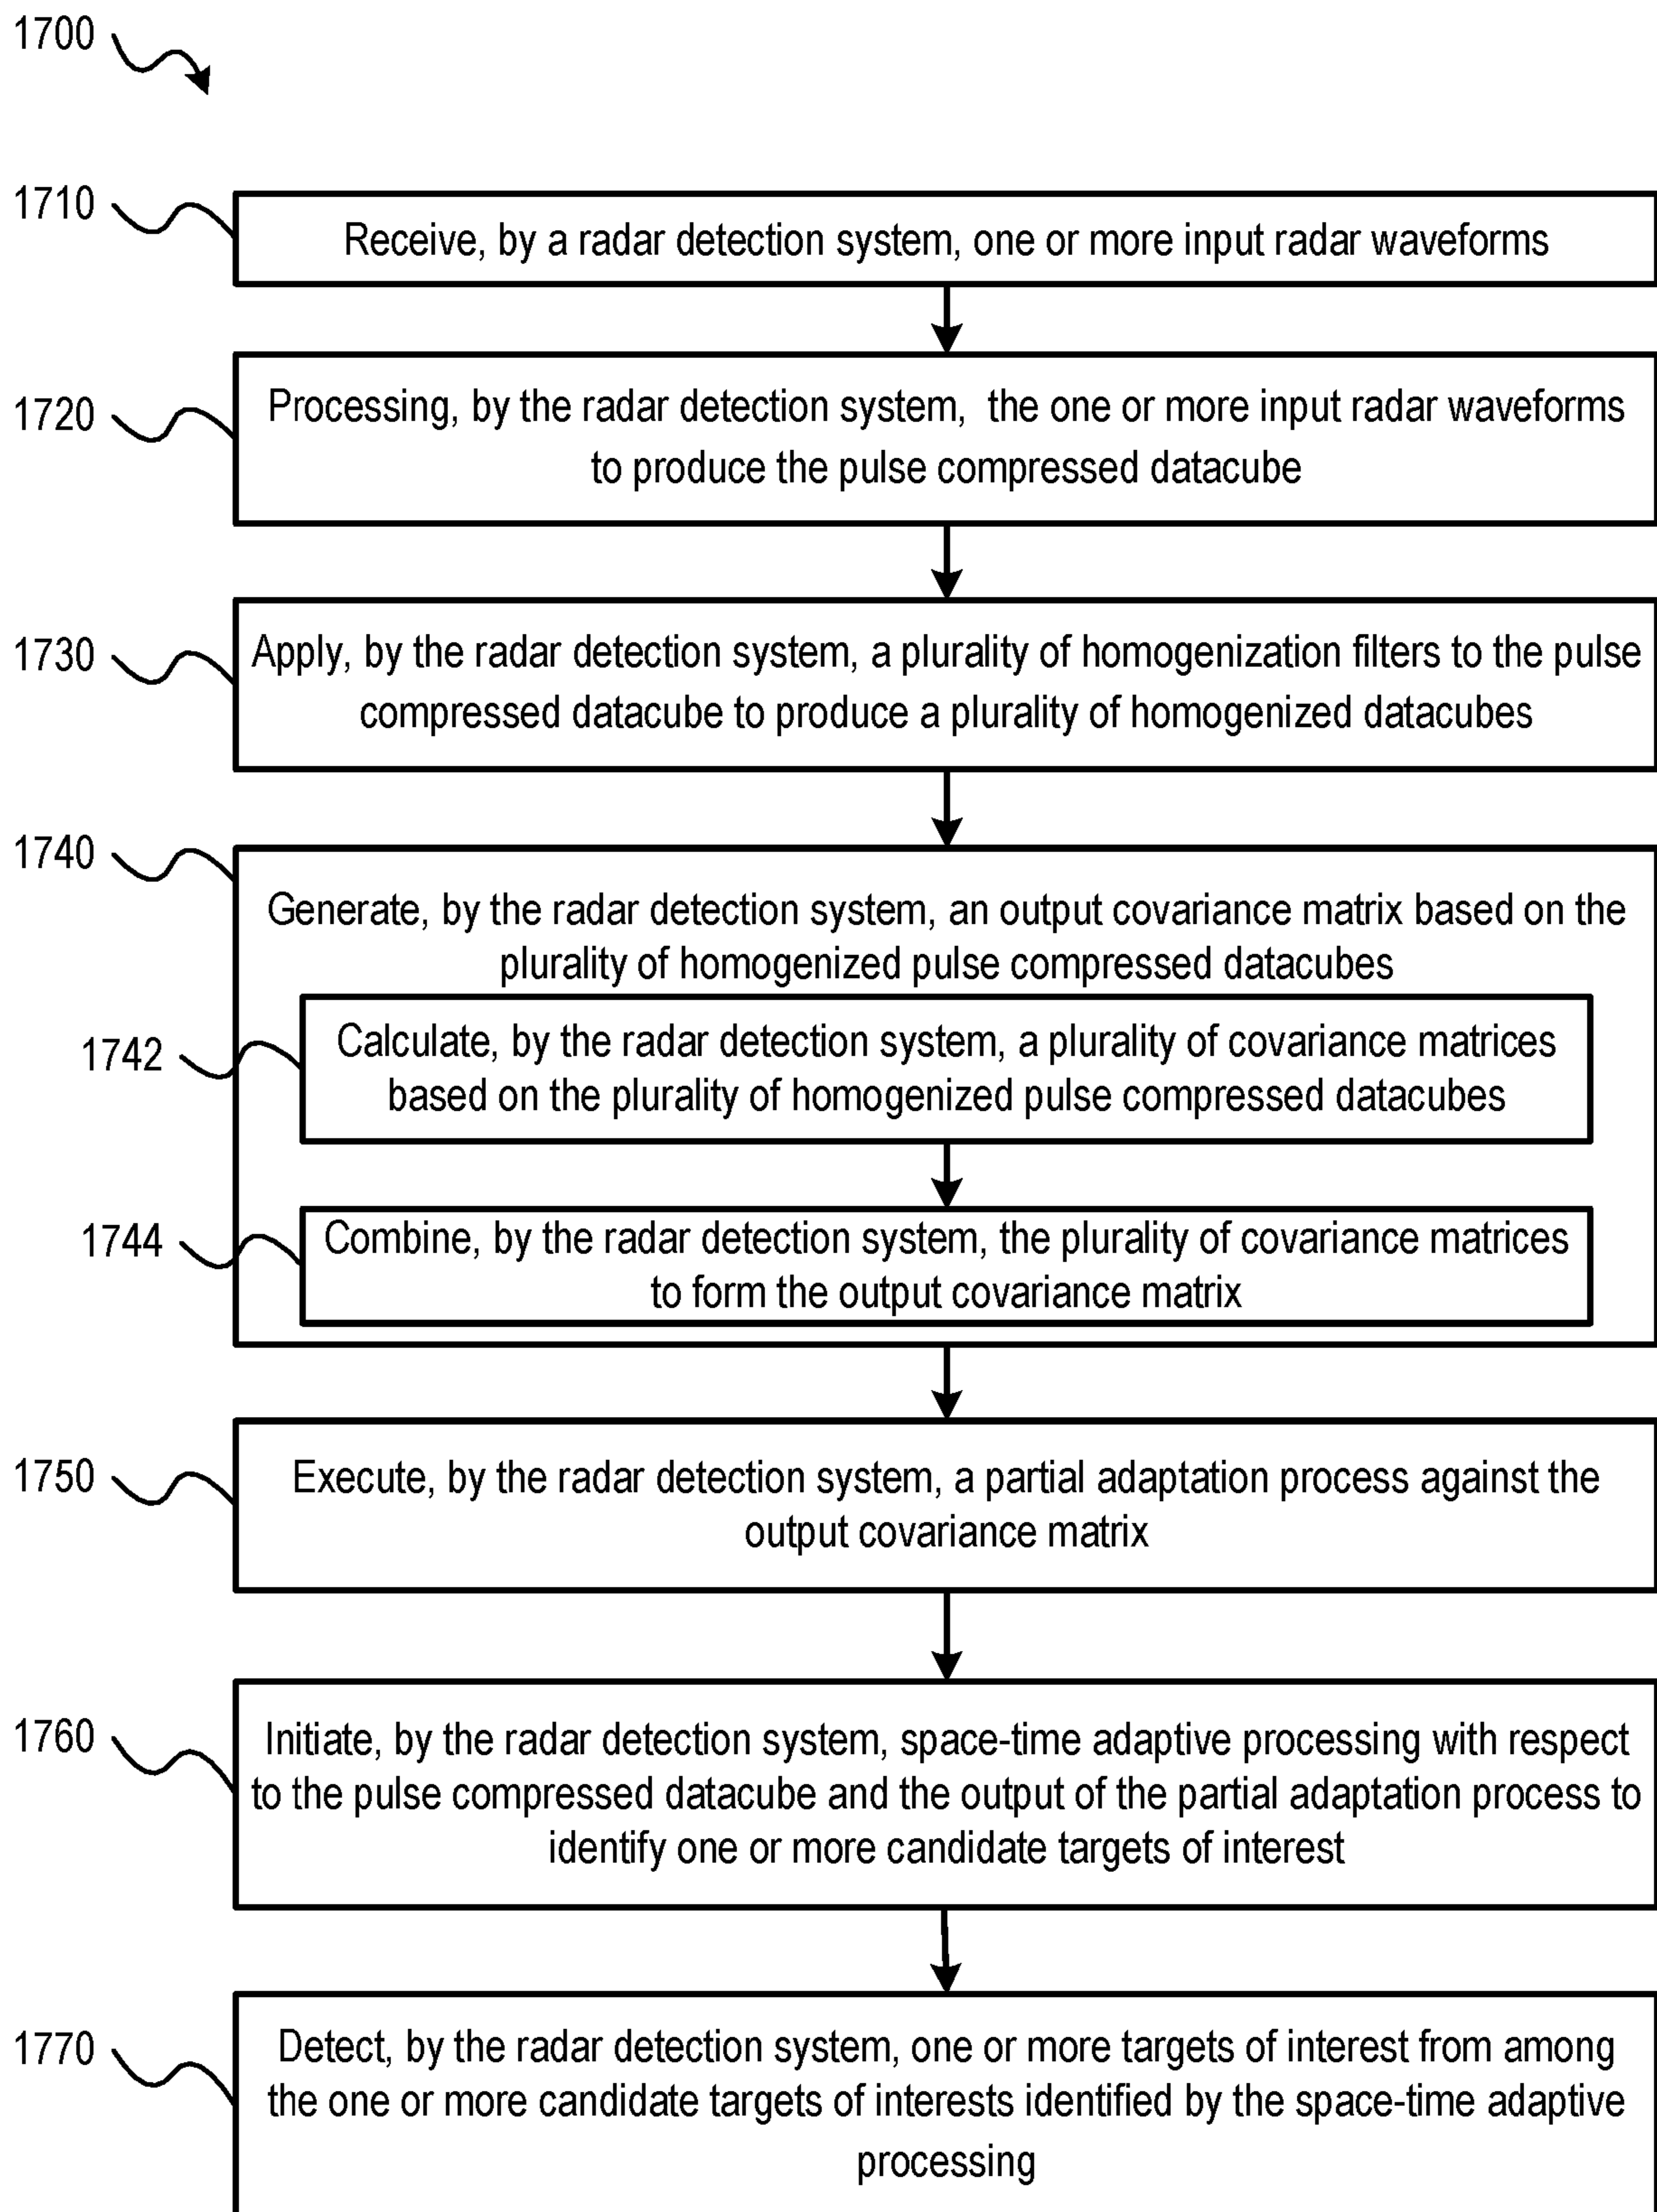 1700
1710
Receive, by a radar detection system, one or more input radar waveforms
1720
Processing, by the radar detection system, the one or more input radar waveforms
to produce the pulse compressed datacube
1730
Apply, by the radar detection system, a plurality of homogenization filters to the pulse
compressed datacube to produce a plurality of homogenized datacubes
1740
Generate, by the radar detection system, an output covariance matrix based on the
plurality of homogenized pulse compressed datacubes
1742
Calculate, by the radar detection system, a plurality of covariance matrices
based on the plurality of homogenized pulse compressed datacubes
1744
Combine, by the radar detection system, the plurality of covariance matrices
to form the output covariance matrix
1750
Execute, by the radar detection system, a partial adaptation process against the
output covariance matrix
1760
Initiate, by the radar detection system, space-time adaptive processing with respect
to the pulse compressed datacube and the output of the partial adaptation process to
identify one or more candidate targets of interest
1770
Detect, by the radar detection system, one or more targets of interest from among
the one or more candidate targets of interests identified by the space-time adaptive
processing